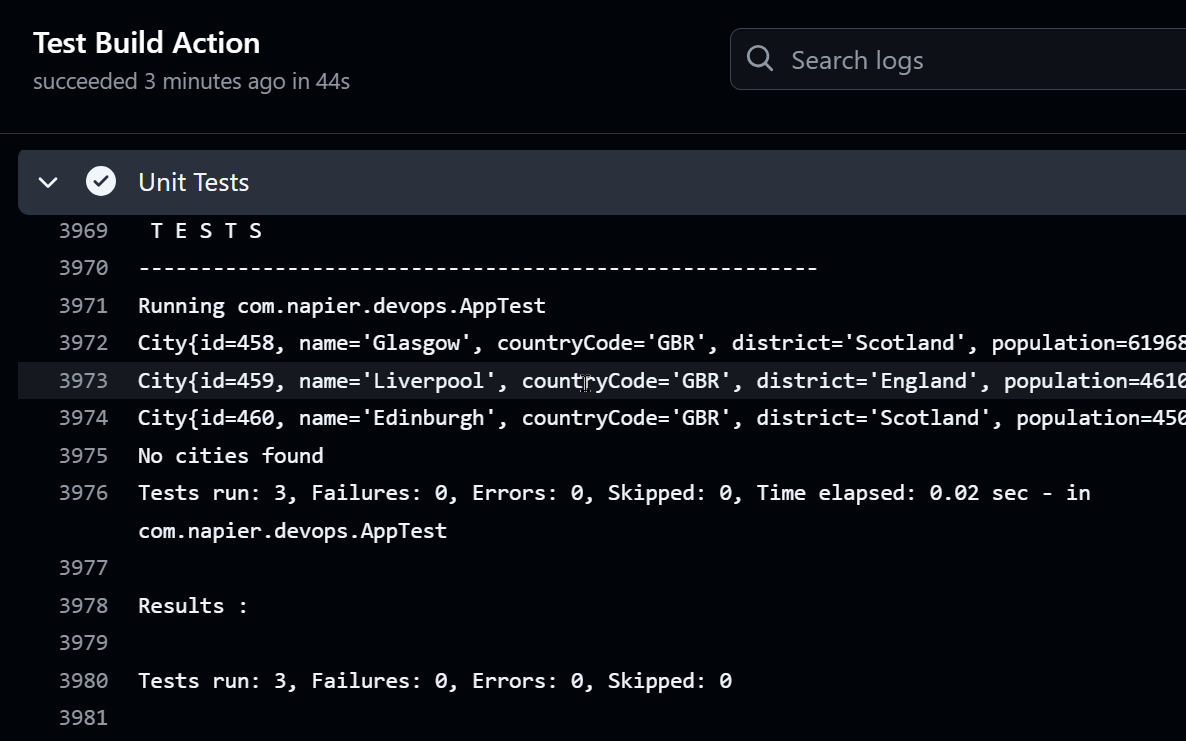 Test Build Action
succeeded 3 minutes ago in 44s
Search logs
Unit Tests
3969 T E S T S
3970 -------------------------------------------------------
3971 Running com.napier.devops.AppTest
3972 City{id=458, name='Glasgow', countryCode='GBR', district='Scotland', population=61968
3973 City{id=459, name='Liverpool', countryCode='GBR', district='England', population=4610
3974 City{id=460, name='Edinburgh', countryCode='GBR', district='Scotland', population=450
3975 No cities found
3976 Tests run: 3, Failures: 0, Errors: 0, Skipped: 0, Time elapsed: 0.02 sec - in
com.napier.devops.AppTest
3977
3978 Results :
3979
3980 Tests run: 3, Failures: 0, Errors: 0, Skipped: 0
3981